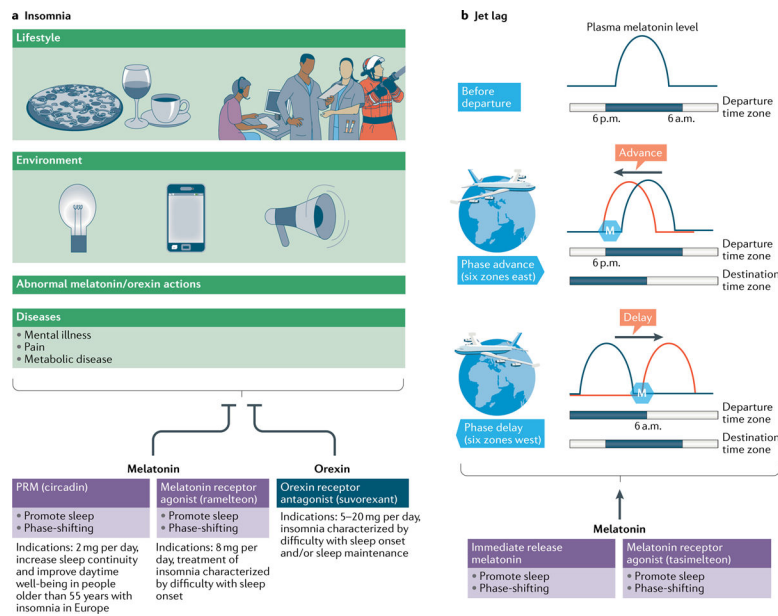 a Insomnia
Lifestyle
Environment
Abnormal melatonin/orexin actions
Diseases
• Mental illness
• Pain
• Metabolic disease
Melatonin
Orexin
PRM (circadin)
• Promote sleep
• Phase-shifting
Indications: 2 mg per day,
increase sleep continuity
and improve daytime
well-being in people
older than 55 years with
insomnia in Europe
Melatonin receptor
agonist (ramelteon)
• Promote sleep
• Phase-shifting
Indications: 8 mg per
day, treatment of
insomnia characterized
by difficulty with sleep
onset
Orexin receptor
antagonist (suvorexant)
Indications: 5–20 mg per day,
insomnia characterized by
difficulty with sleep onset
and/or sleep maintenance
b Jet lag
Plasma melatonin level
Before
departure
6 p.m.
6 a.m.
Departure
time zone
Advance
M
Phase advance
(six zones east)
6 p.m.
Departure
time zone
Destination
time zone
Delay
M
Phase delay
(six zones west)
6 a.m.
Departure
time zone
Destination
time zone
Melatonin
Immediate release
melatonin
• Promote sleep
• Phase-shifting
Melatonin receptor
agonist (tasimelteon)
• Promote sleep
• Phase-shifting